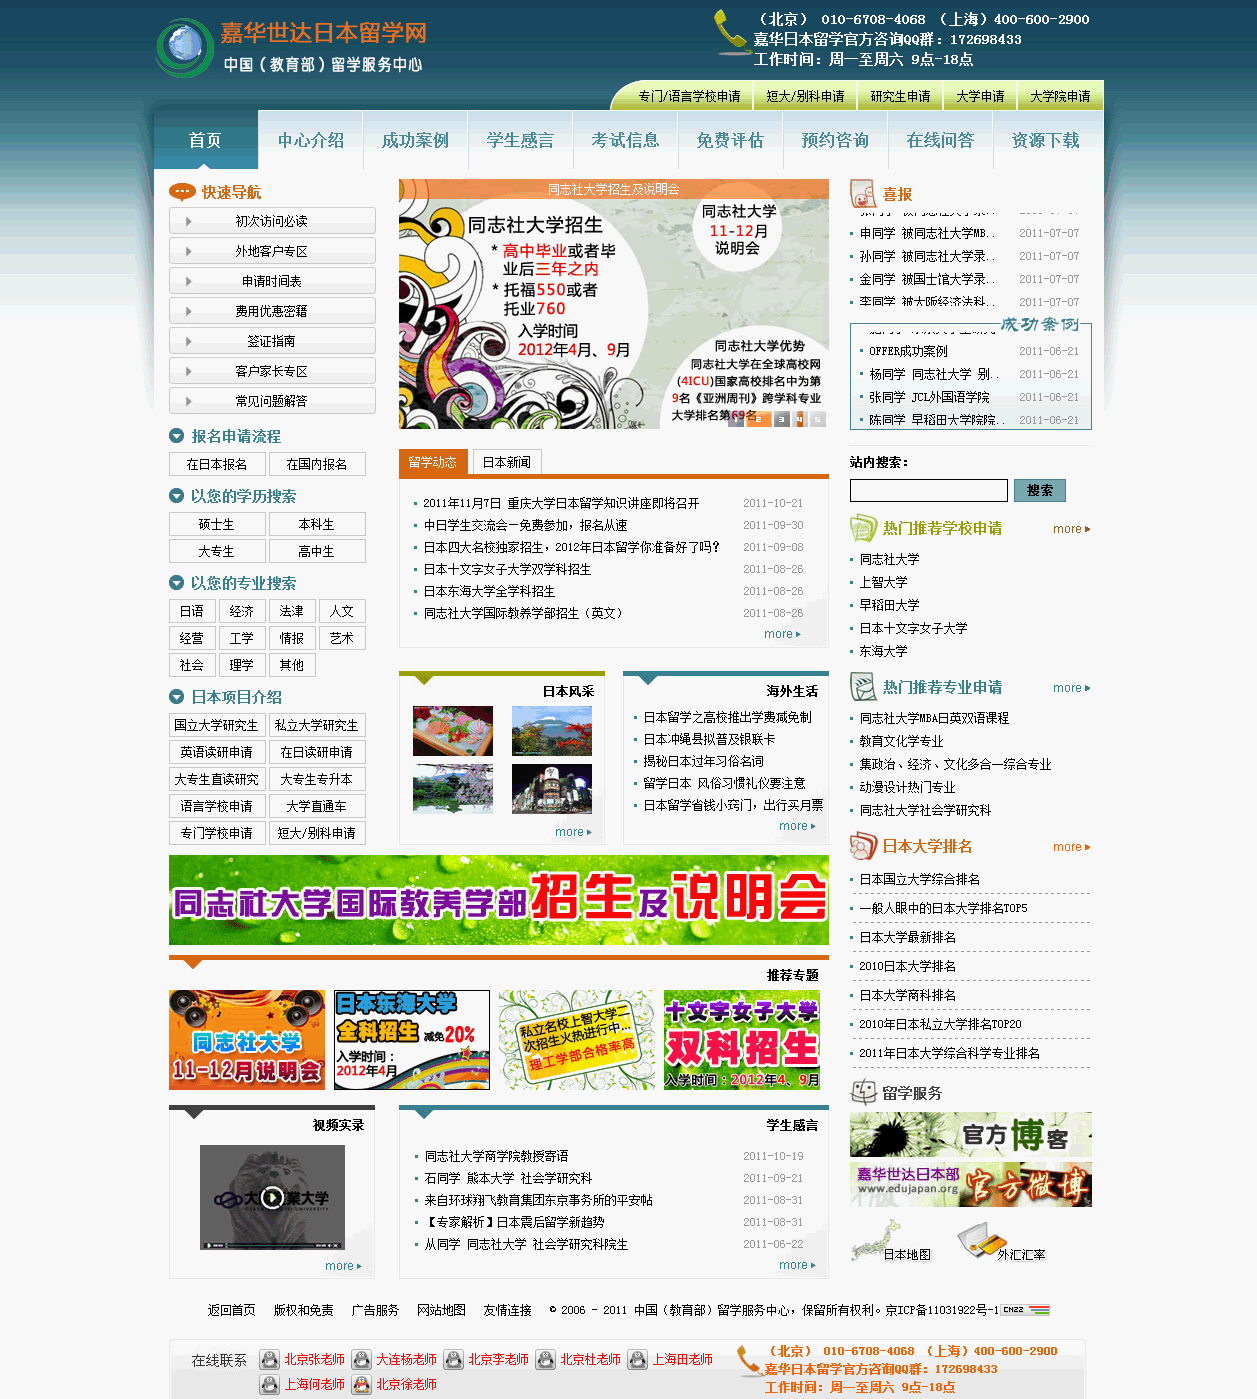 嘉华世达日本留学网
中国（教育部）留学服务中心
（北京） 010-6708-4068 （上海）400-600-2900
嘉华日本留学官方咨询QQ群：172698433
工作时间：周一至周六 9点-18点
专门/语言学校申请 短大/别科申请 研究生申请 大学申请 大学院申请
首页 中心介绍 成功案例 学生感言 考试信息 免费评估 预约咨询 在线问答 资源下载
快速导航
初次访问必读
外地客户专区
申请时间表
费用优惠密籍
签证指南
客户家长专区
常见问题解答
报名申请流程
在日本报名 在国内报名
以您的学历搜索
硕士生 本科生
大专生 高中生
以您的专业搜索
日语 经济 法津 人文
经营 工学 情报 艺术
社会 理学 其他
日本项目介绍
国立大学研究生 私立大学研究生
英语读研申请 在日读研申请
大专生直读研究 大专生专升本
语言学校申请 大学直通车
专门学校申请 短大/别科申请
同志社大学招生及说明会
同志社大学招生
* 高中毕业或者毕
业后三年之内
* 托福550或者
托业760
入学时间
2012年4月、9月
同志社大学
11-12月
说明会
同志社大学优势
同志社大学在全球高校网
(4ICU)国家高校排名中为第
9名《亚洲周刊》跨学科专业
大学排名第69名
1 2 3 4 5
留学动态 日本新闻
2011年11月7日 重庆大学日本留学知识讲座即将召开 2011-10-21
中日学生交流会－免费参加，报名从速 2011-09-30
日本四大名校独家招生，2012年日本留学你准备好了吗？ 2011-09-08
日本十文字女子大学双学科招生 2011-08-26
日本东海大学全学科招生 2011-08-26
同志社大学国际教养学部招生（英文） 2011-08-26
more
日本风采
more
海外生活
日本留学之高校推出学费减免制
日本冲绳县拟普及银联卡
揭秘日本过年习俗名词
留学日本 风俗习惯礼仪要注意
日本留学省钱小窍门，出行买月票
more
同志社大学国际教养学部招生及说明会
推荐专题
同志社大学
11-12月说明会
日本东海大学
全科招生 减免20%
入学时间：
2012年4月
私立名校上智大学二
次招生火热进行中
理工学部合格率高
十文字女子大学
双科招生
入学时间：2012年4、9月
视频实录
more
学生感言
同志社大学商学院教授寄语 2011-10-19
石同学 熊本大学 社会学研究科 2011-09-21
来自环球翔飞教育集团东京事务所的平安帖 2011-08-31
【专家解析】日本震后留学新趋势 2011-08-31
从同学 同志社大学 社会学研究科院生 2011-06-22
more
喜报
申同学 被同志社大学MB.. 2011-07-07
孙同学 被同志社大学录.. 2011-07-07
金同学 被国士馆大学录.. 2011-07-07
李同学 被大阪经济法科.. 2011-07-07
成功案例
OFFER成功案例 2011-06-21
杨同学 同志社大学 别.. 2011-06-21
张同学 JCL外国语学院 2011-06-21
陈同学 早稻田大学院院.. 2011-06-21
站内搜索：
搜索
热门推荐学校申请 more
同志社大学
上智大学
早稻田大学
日本十文字女子大学
东海大学
热门推荐专业申请 more
同志社大学MBA日英双语课程
教育文化学专业
集政治、经济、文化多合一综合专业
动漫设计热门专业
同志社大学社会学研究科
日本大学排名 more
日本国立大学综合排名
一般人眼中的日本大学排名TOP5
日本大学最新排名
2010日本大学排名
日本大学商科排名
2010年日本私立大学排名TOP20
2011年日本大学综合科学专业排名
留学服务
官方博客
嘉华世达日本部
www.edujapan.org
官方微博
日本地图 外汇汇率
返回首页 版权和免责 广告服务 网站地图 友情连接 © 2006 - 2011 中国（教育部）留学服务中心，保留所有权利。京ICP备11031922号-1 CNZZ
在线联系 北京张老师 大连杨老师 北京李老师 北京杜老师 上海田老师
上海何老师 北京徐老师
（北京） 010-6708-4068 （上海）400-600-2900
嘉华日本留学官方咨询QQ群：172698433
工作时间：周一至周六 9点-18点